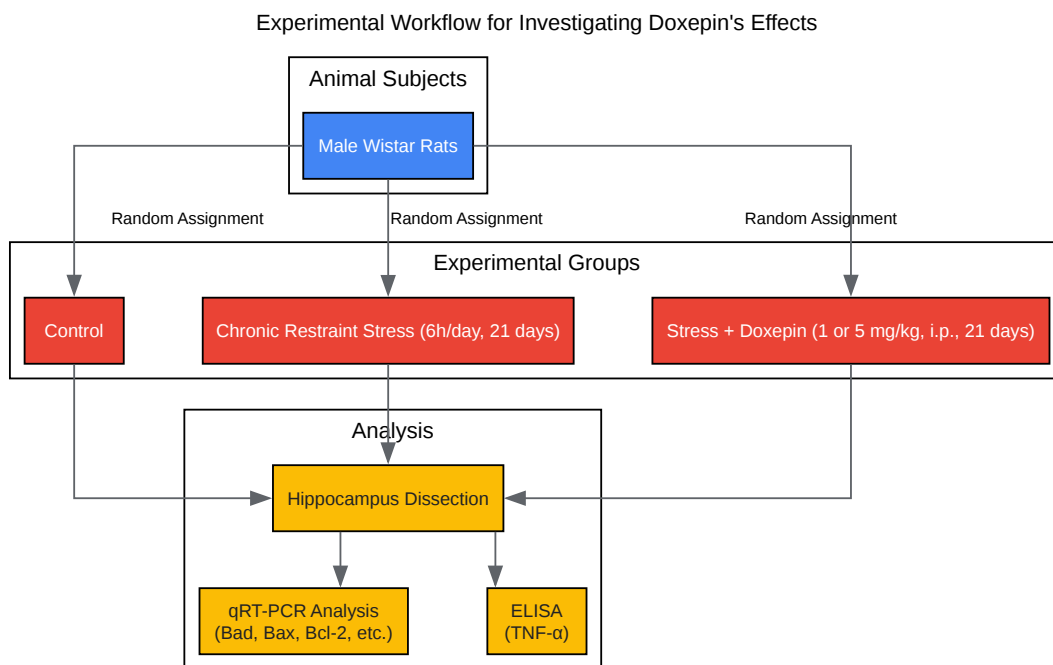 Experimental Workflow for Investigating Doxepin's Effects
Animal Subjects
Male Wistar Rats
Random Assignment
Random Assignment
Random Assignment
Experimental Groups
Control
Chronic Restraint Stress (6h/day, 21 days)
Stress + Doxepin (1 or 5 mg/kg, i.p., 21 days)
Analysis
Hippocampus Dissection
qRT-PCR Analysis
(Bad, Bax, Bcl-2, etc.)
ELISA
(TNF-α)